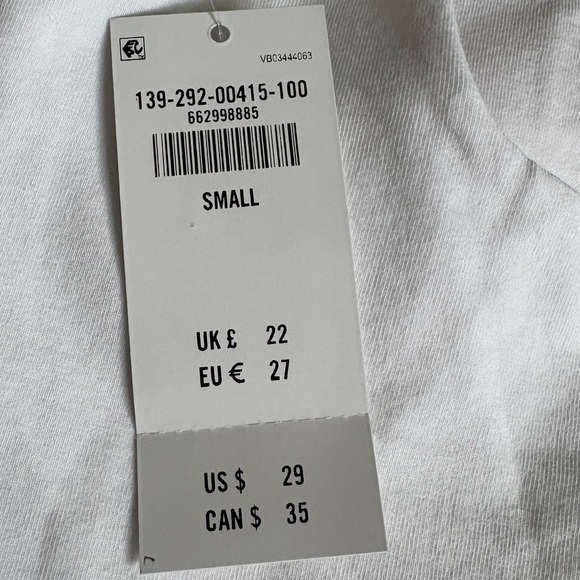 VB03444063
139-292-00415-100
662998885
SMALL
UK £ 22
EU € 27
US $ 29
CAN $ 35